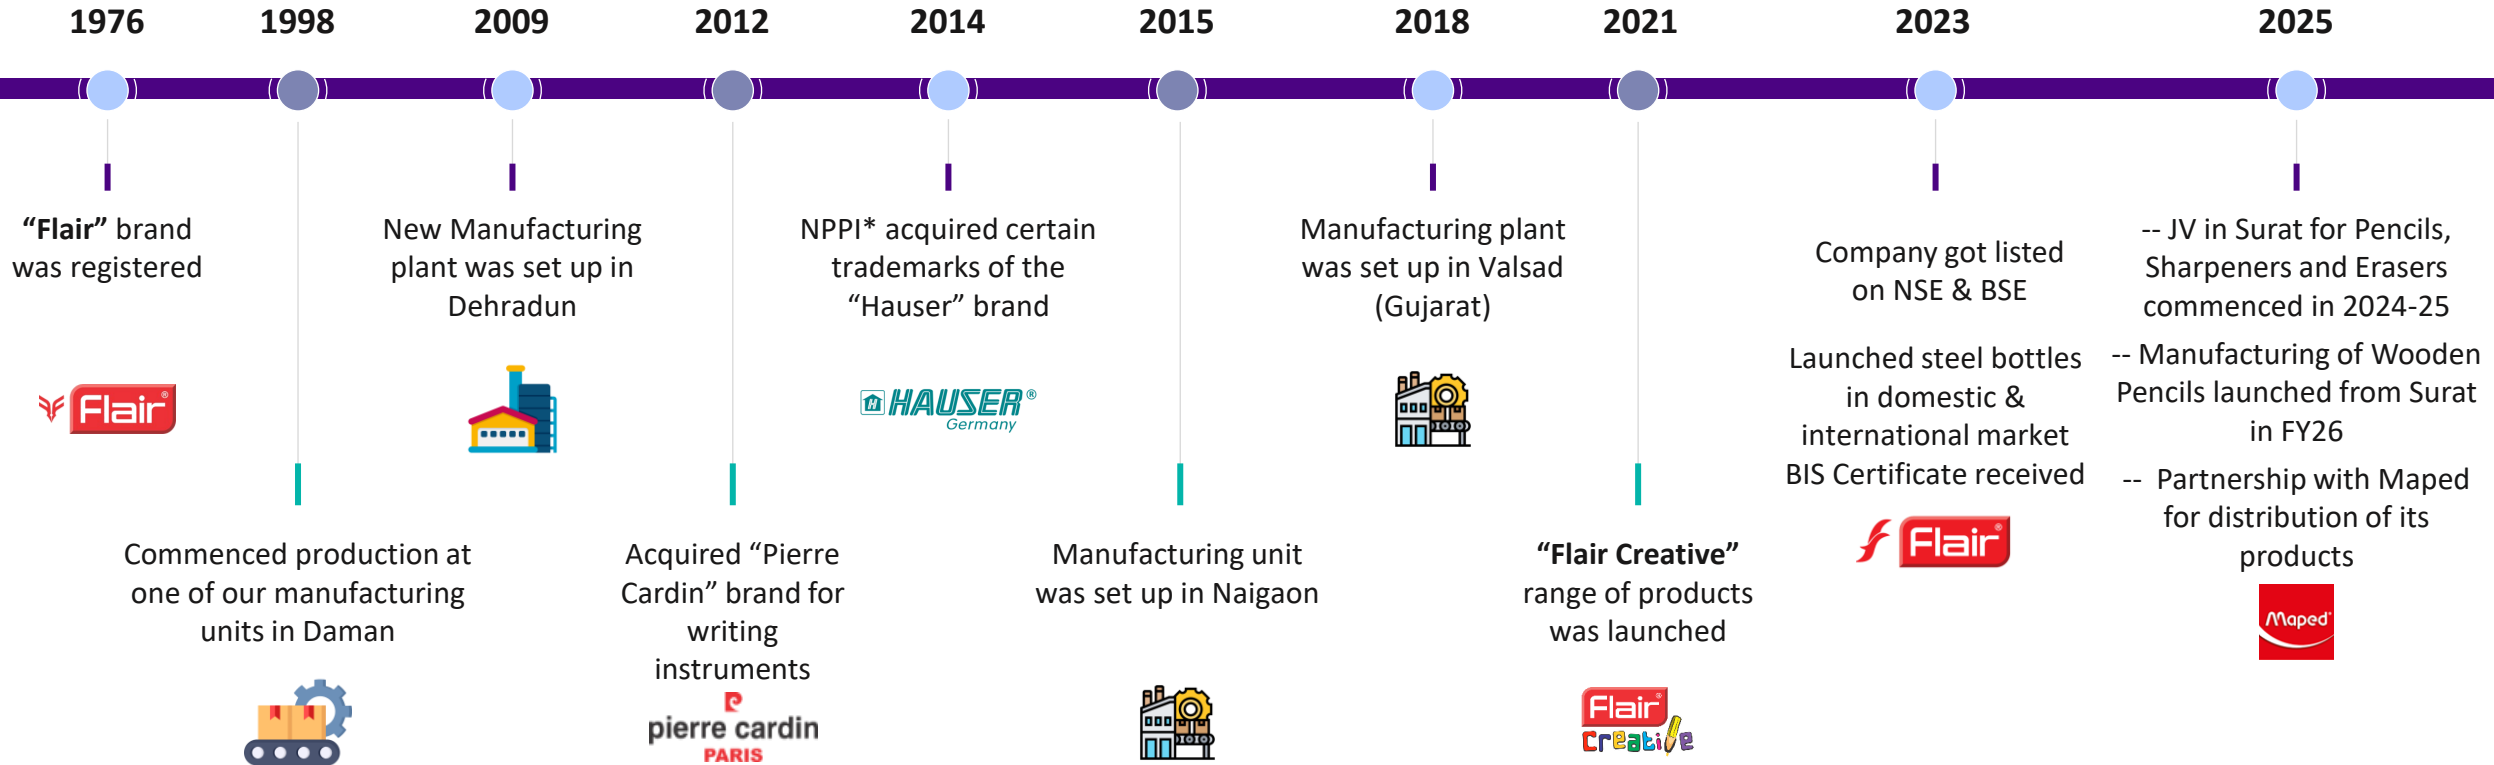 1976
1998
2009
2012
2014
2015
2018
2021
2023
2025
“Flair” brand
was registered
Flair®
Commenced production at
one of our manufacturing
units in Daman
New Manufacturing
plant was set up in
Dehradun
Acquired “Pierre
Cardin” brand for
writing
instruments
pierre cardin
PARIS
NPPI* acquired certain
trademarks of the
“Hauser” brand
H HAUSER®
Germany
Manufacturing unit
was set up in Naigaon
Manufacturing plant
was set up in Valsad
(Gujarat)
“Flair Creative”
range of products
was launched
Flair®
Creative
Company got listed
on NSE & BSE
Launched steel bottles
in domestic &
international market
BIS Certificate received
Flair®
-- JV in Surat for Pencils,
Sharpeners and Erasers
commenced in 2024-25
-- Manufacturing of Wooden
Pencils launched from Surat
in FY26
-- Partnership with Maped
for distribution of its
products
Maped®